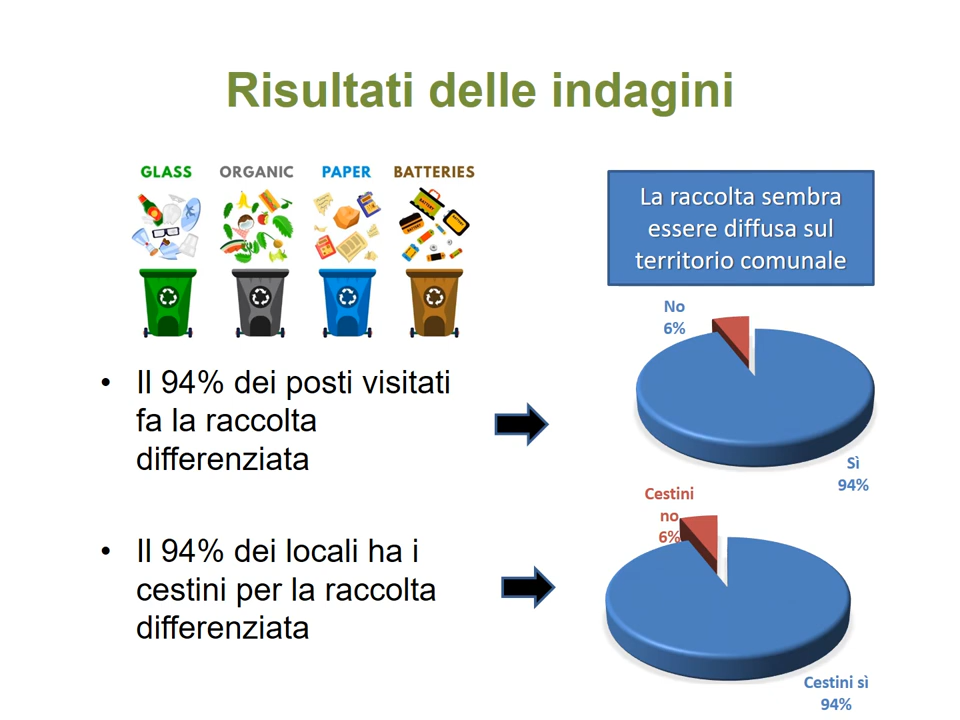 Risultati delle indagini
GLASS ORGANIC PAPER BATTERIES
La raccolta sembra
essere diffusa sul
territorio comunale
No
6%
• Il 94% dei posti visitati
fa la raccolta
differenziata
Sì
94%
Cestini
no
6%
• Il 94% dei locali ha i
cestini per la raccolta
differenziata
Cestini sì
94%